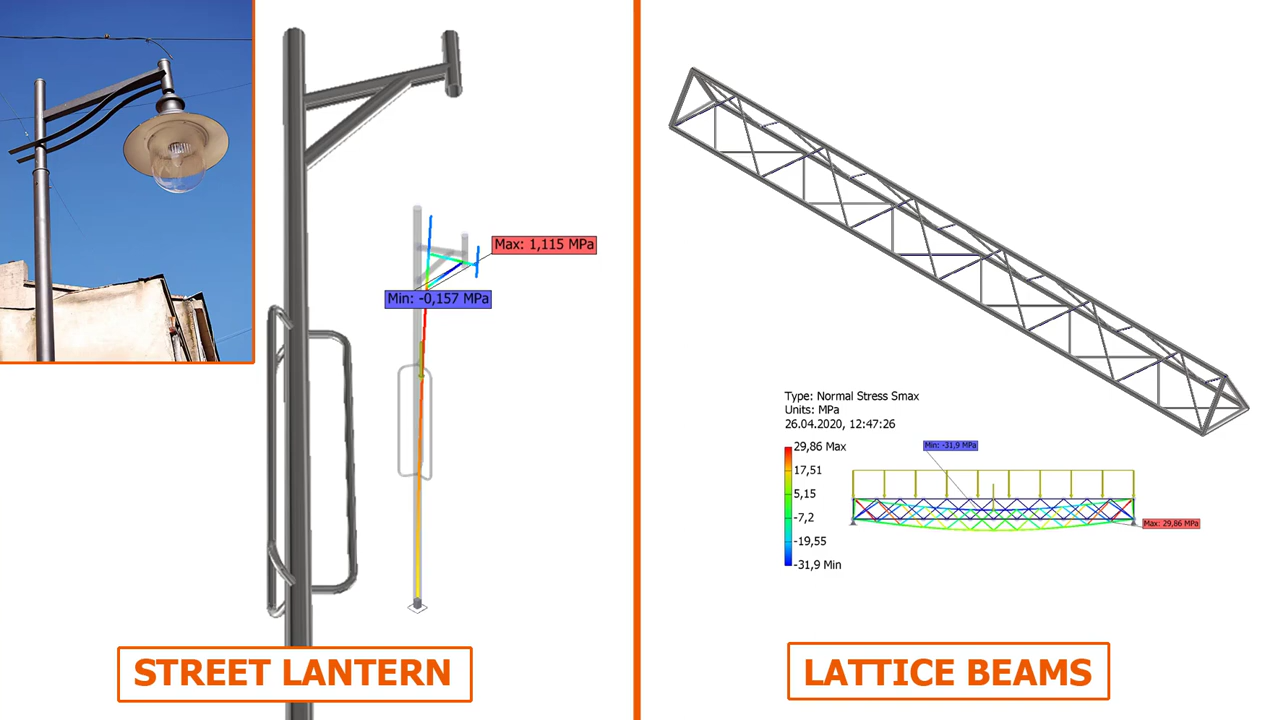 Max: 1,115 MPa
Min: -0,157 MPa
STREET LANTERN
Type: Normal Stress Smax
Units: MPa
26.04.2020, 12:47:26
29,86 Max
17,51
5,15
-7,2
-19,55
-31,9 Min
Min: -31,9 MPa
Max: 29,86 MPa
LATTICE BEAMS